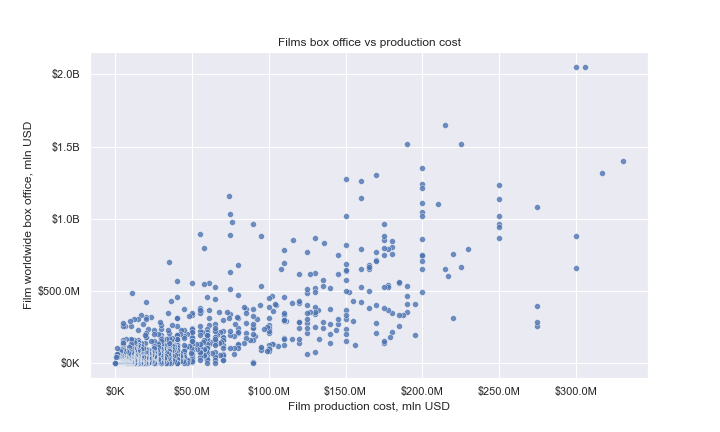 Films box office vs production cost
Film worldwide box office, mln USD
$2.0B
$1.5B
$1.0B
$500.0M
$0K
$0K $50.0M $100.0M $150.0M $200.0M $250.0M $300.0M
Film production cost, mln USD